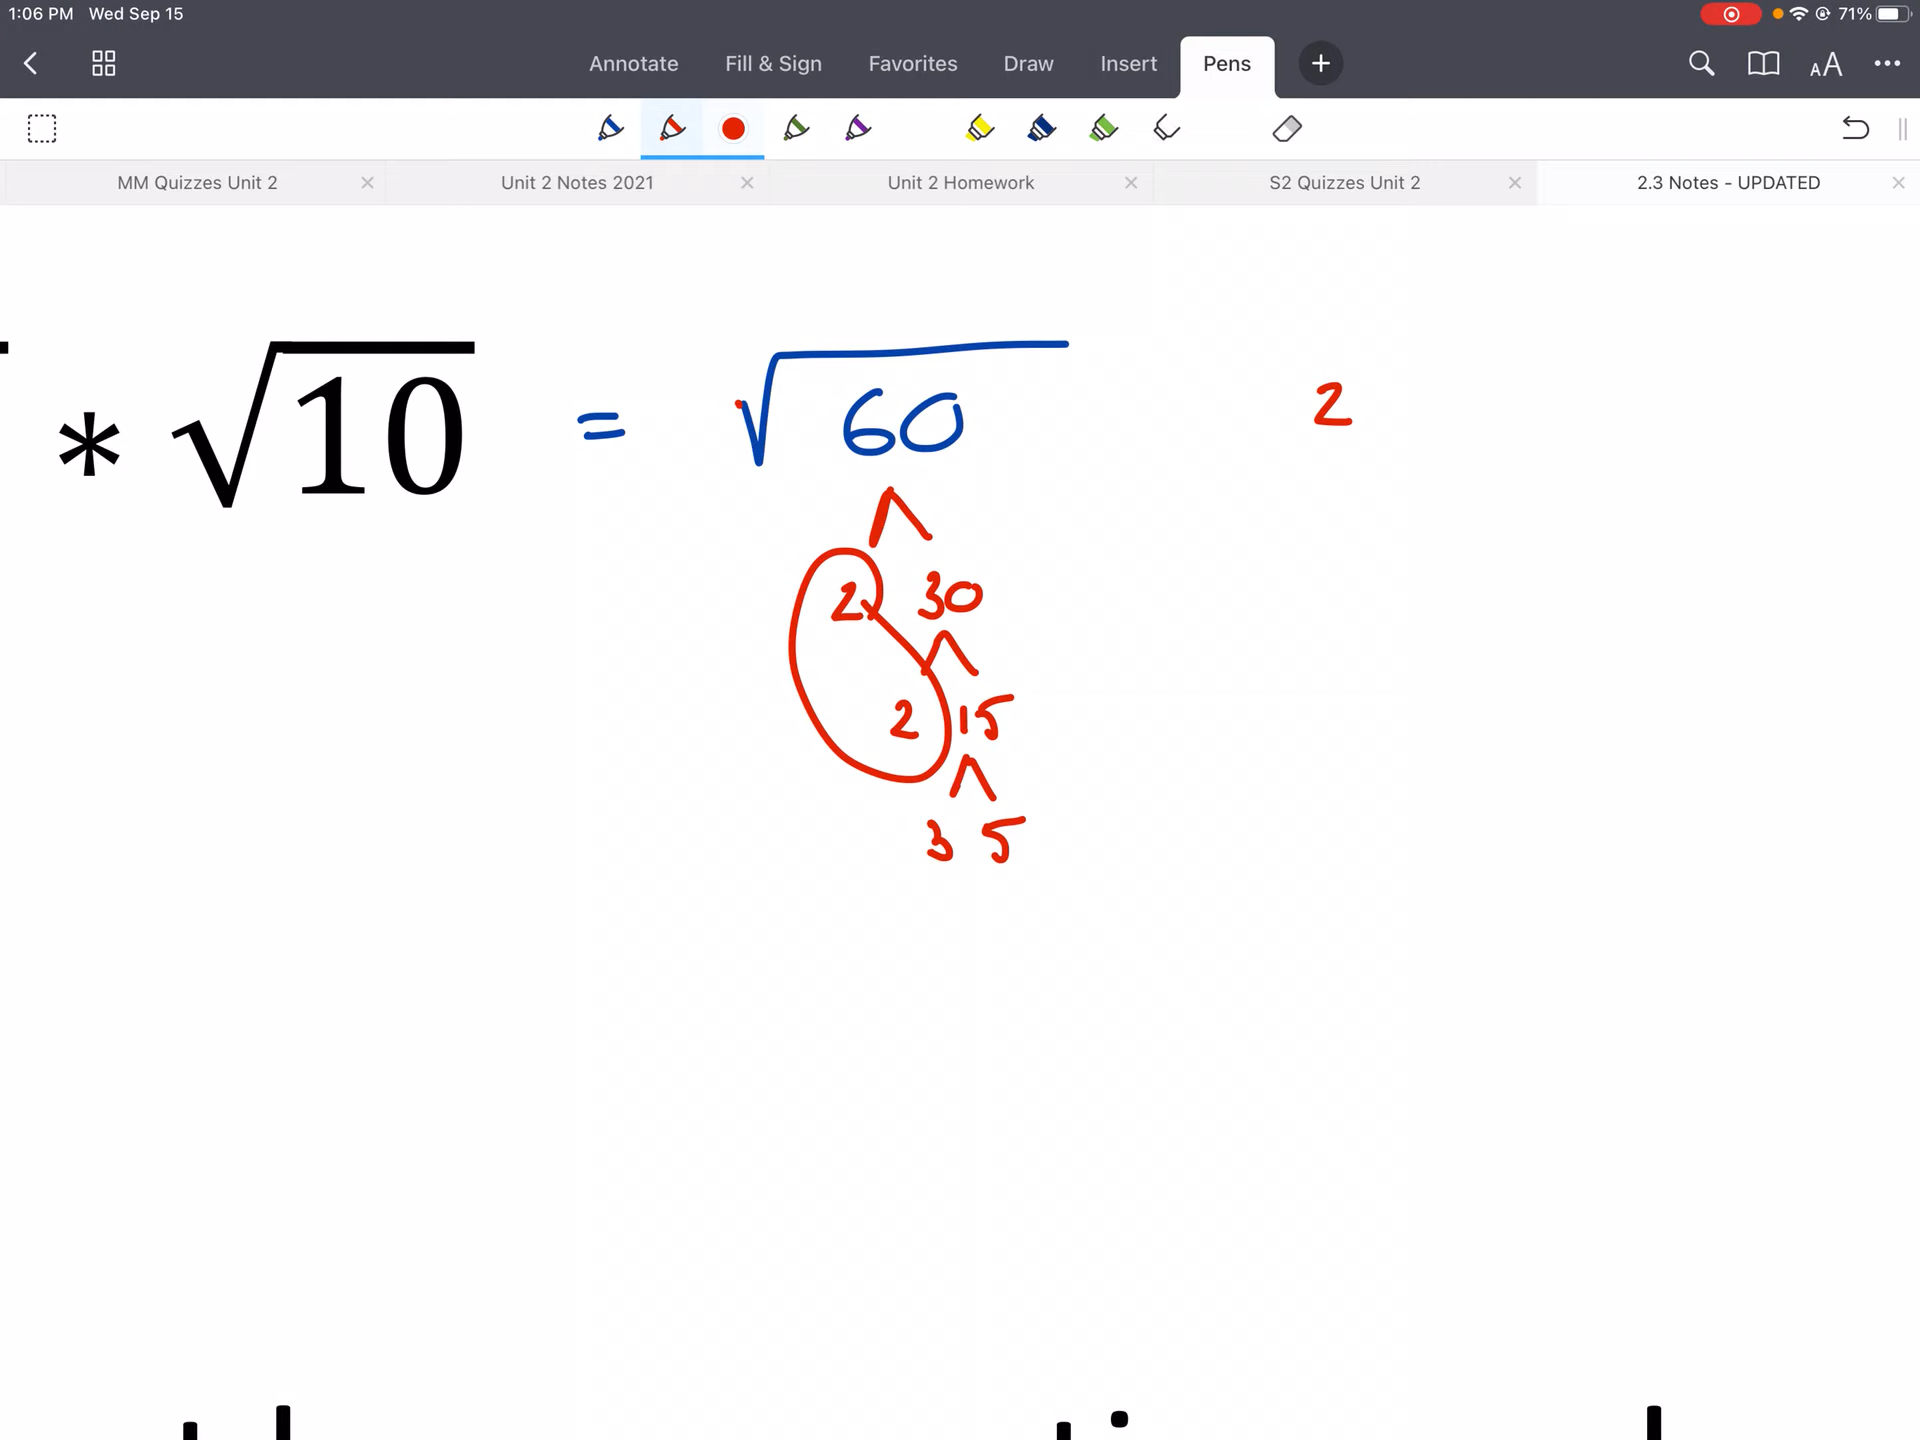 1:06 PM Wed Sep 15
71%
Annotate Fill & Sign Favorites Draw Insert Pens
AA
MM Quizzes Unit 2
Unit 2 Notes 2021
Unit 2 Homework
S2 Quizzes Unit 2
2.3 Notes - UPDATED
* √10 = √60 2
2 30
2 15
3 5